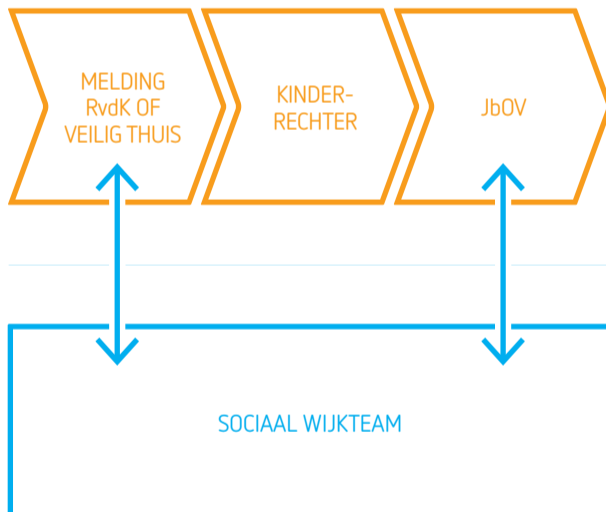 MELDING
RvdK OF
VEILIG THUIS
KINDER-
RECHTER
JbOV
SOCIAAL WIJKTEAM